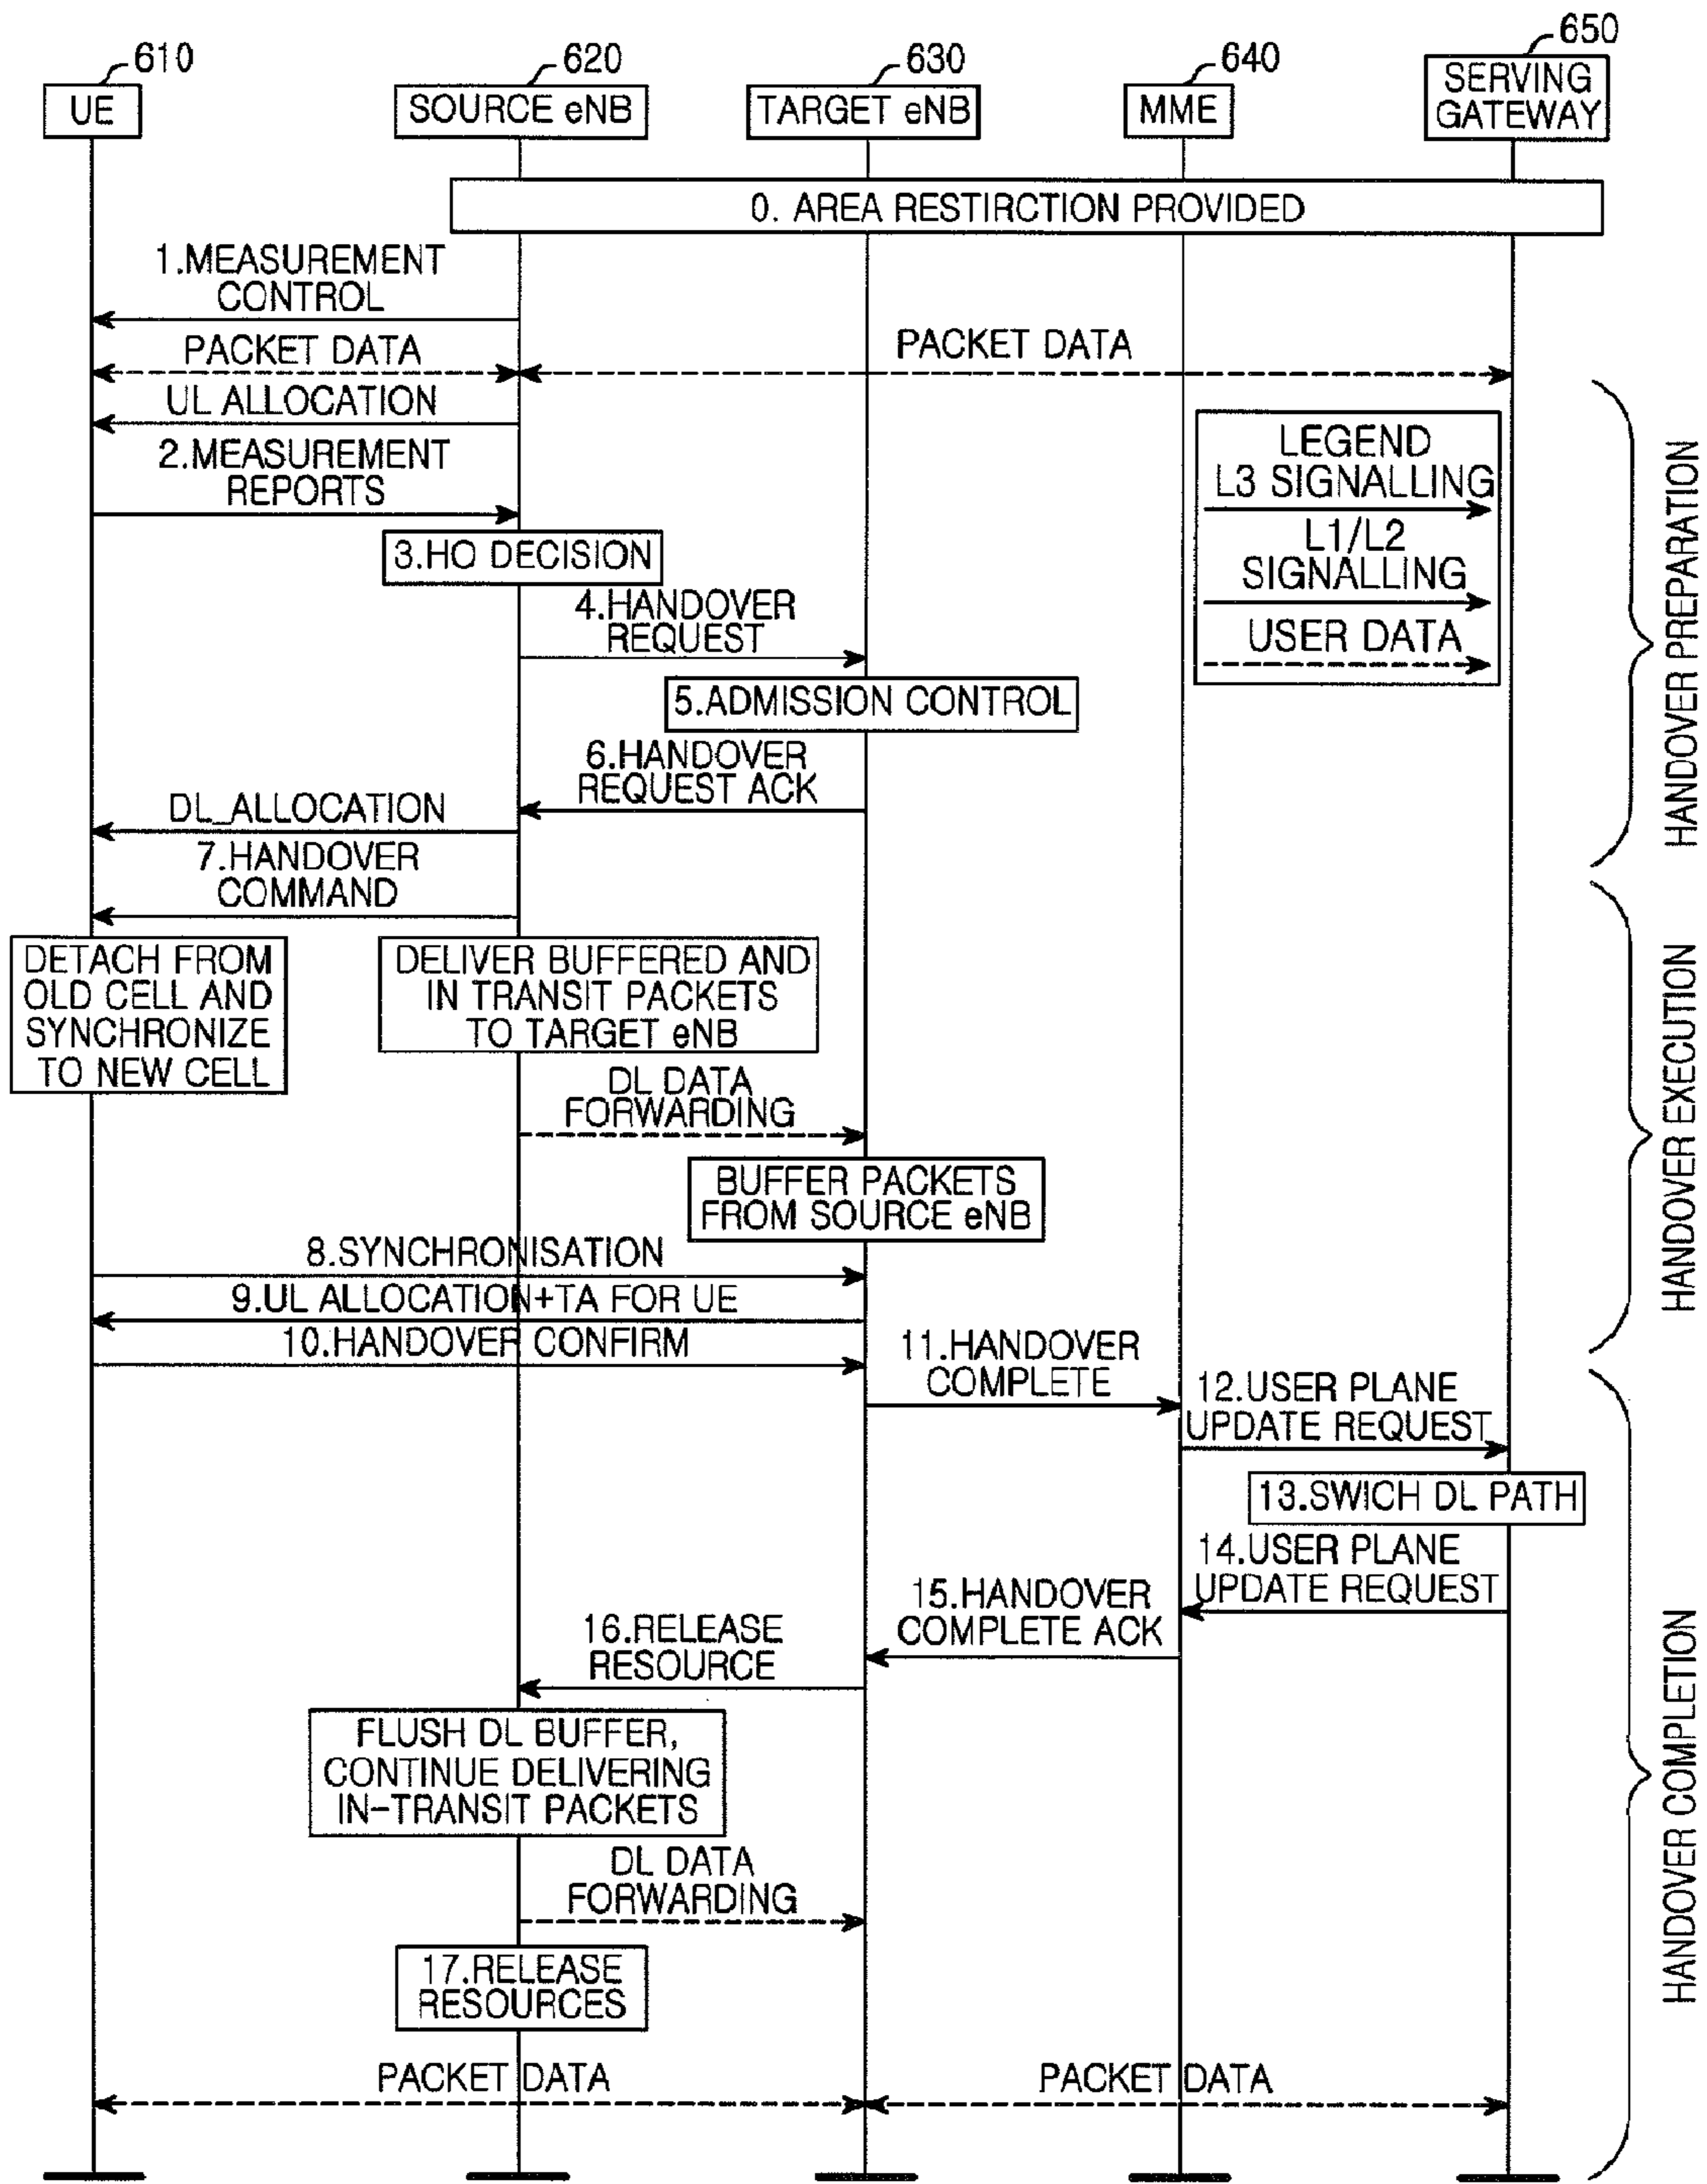 610
620
630
640
650
UE
SOURCE eNB
TARGET eNB
MME
SERVING
GATEWAY
0. AREA RESTIRCTION PROVIDED
1.MEASUREMENT
CONTROL
PACKET DATA
PACKET DATA
UL ALLOCATION
2.MEASUREMENT
REPORTS
LEGEND
L3 SIGNALLING
L1/L2
SIGNALLING
USER DATA
3.HO DECISION
4.HANDOVER
REQUEST
5.ADMISSION CONTROL
6.HANDOVER
REQUEST ACK
DL_ALLOCATION
HANDOVER PREPARATION
7.HANDOVER
COMMAND
DETACH FROM
OLD CELL AND
SYNCHRONIZE
TO NEW CELL
DELIVER BUFFERED AND
IN TRANSIT PACKETS
TO TARGET eNB
DL DATA
FORWARDING
BUFFER PACKETS
FROM SOURCE eNB
8.SYNCHRONISATION
9.UL ALLOCATION+TA FOR UE
10.HANDOVER CONFIRM
HANDOVER EXECUTION
11.HANDOVER
COMPLETE
12.USER PLANE
UPDATE REQUEST
13.SWICH DL PATH
14.USER PLANE
UPDATE REQUEST
15.HANDOVER
COMPLETE ACK
16.RELEASE
RESOURCE
FLUSH DL BUFFER,
CONTINUE DELIVERING
IN-TRANSIT PACKETS
DL DATA
FORWARDING
17.RELEASE
RESOURCES
PACKET DATA
PACKET DATA
HANDOVER COMPLETION